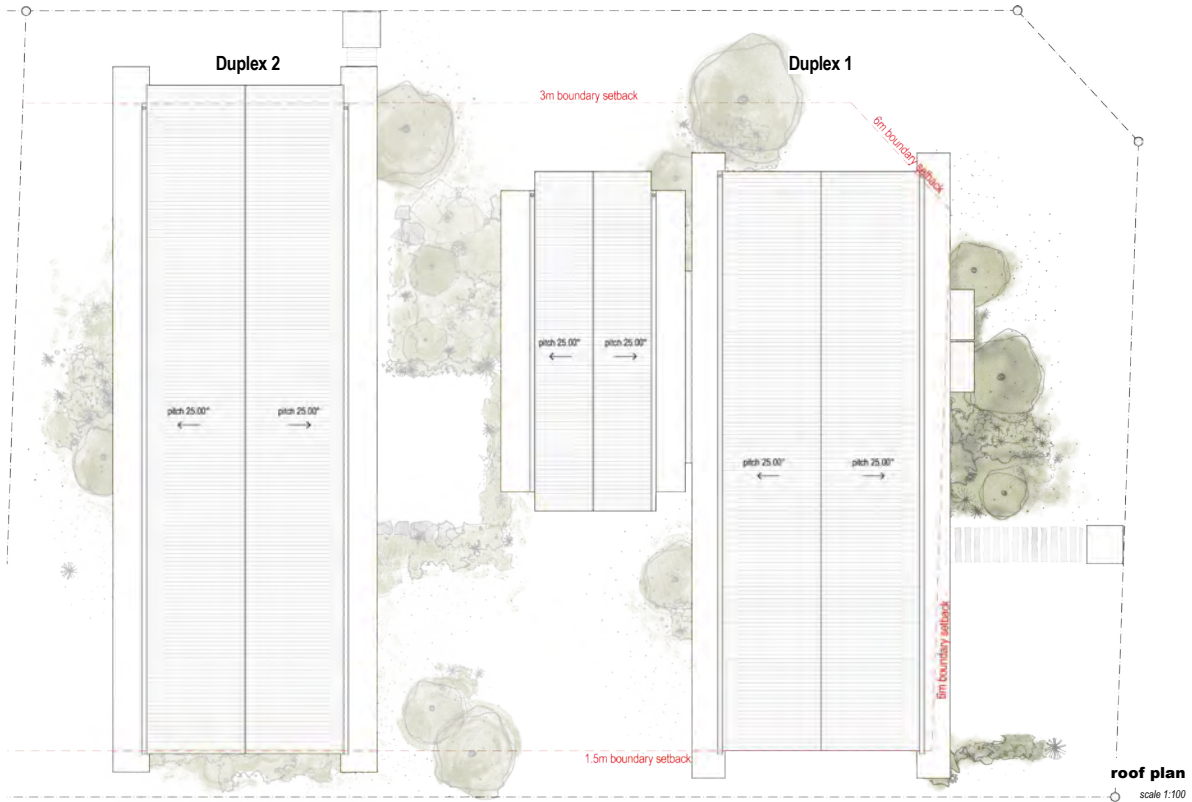 Duplex 2
Duplex 1
3m boundary setback
6m boundary setback
pitch 25.00°
pitch 25.00°
pitch 25.00°
pitch 25.00°
pitch 25.00°
pitch 25.00°
6m boundary setback
1.5m boundary setback
roof plan
scale 1:100